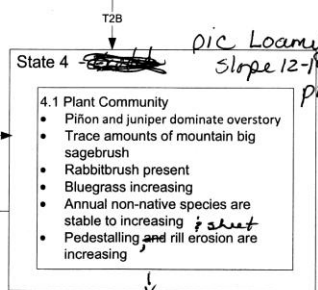 T2B
pic Loamy
State 4
Slope 12-1
P
4.1 Plant Community
• Piñon and juniper dominate overstory
• Trace amounts of mountain big
sagebrush
• Rabbitbrush present
• Bluegrass increasing
• Annual non-native species are
stable to increasing
& sheet
• Pedestalling and rill erosion are
increasing